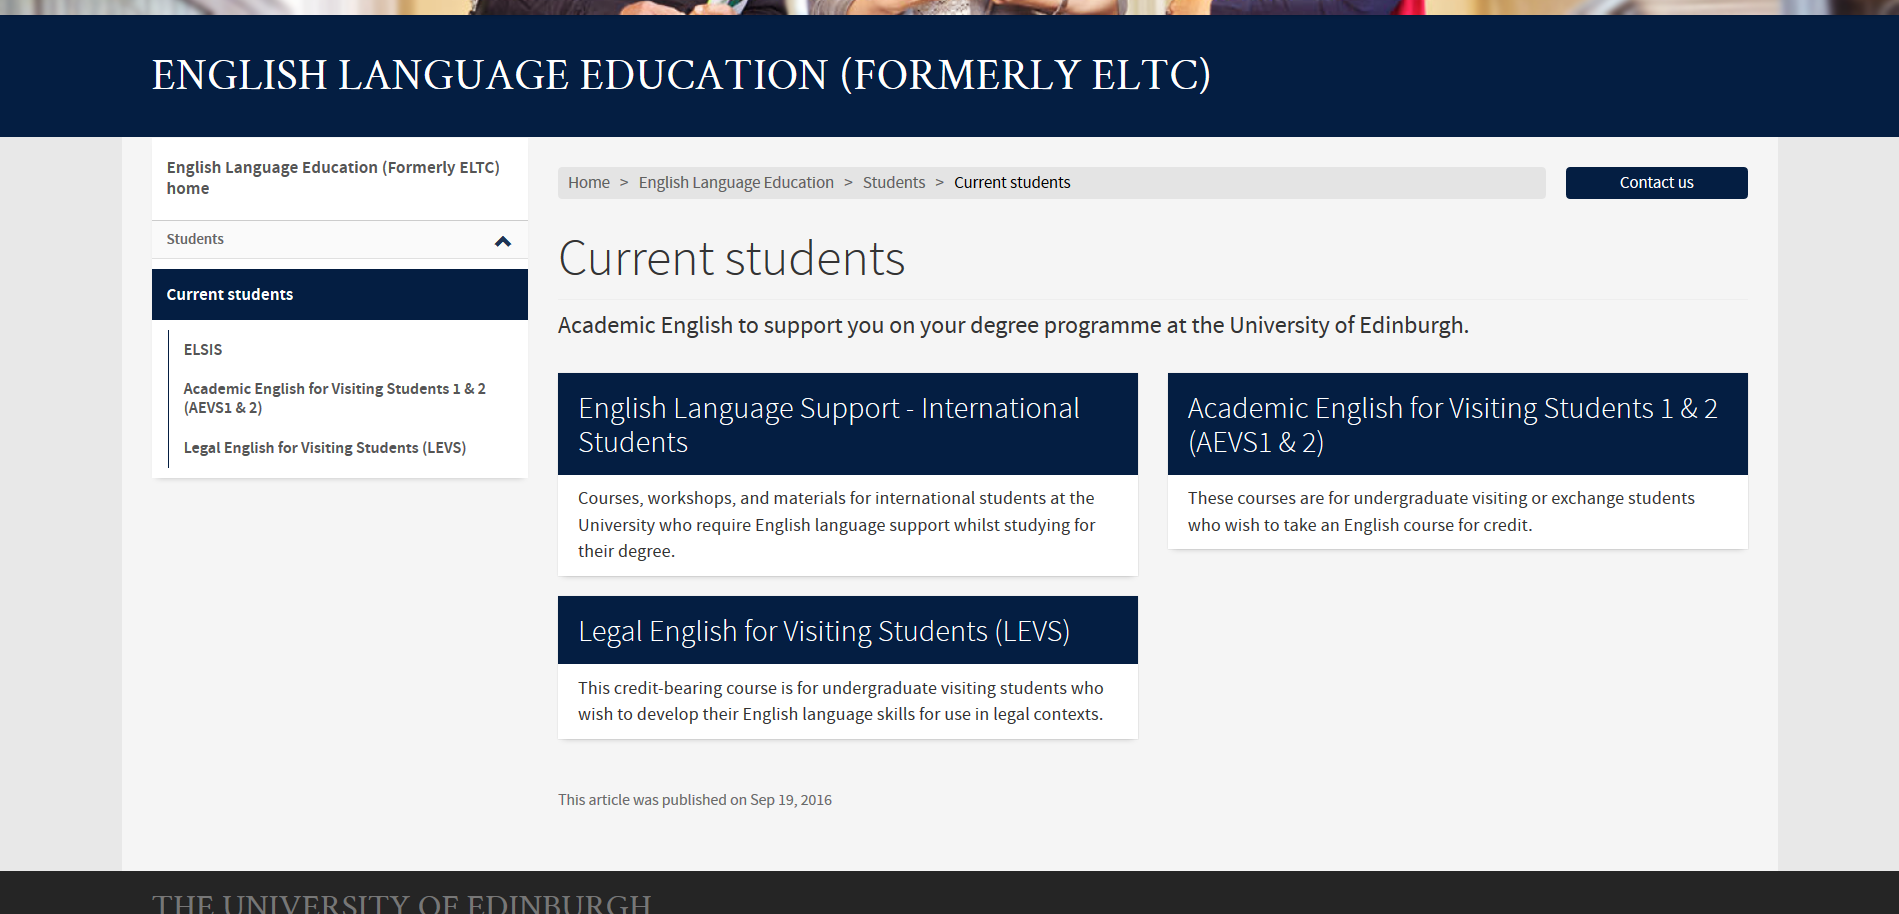 ENGLISH LANGUAGE EDUCATION (FORMERLY ELTC)
English Language Education (Formerly ELTC)
home
Students
Current students
ELSIS
Academic English for Visiting Students 1 & 2
(AEVS1 & 2)
Legal English for Visiting Students (LEVS)
Home > English Language Education > Students > Current students
Contact us
Current students
Academic English to support you on your degree programme at the University of Edinburgh.
English Language Support - International
Students
Courses, workshops, and materials for international students at the
University who require English language support whilst studying for
their degree.
Academic English for Visiting Students 1 & 2
(AEVS1 & 2)
These courses are for undergraduate visiting or exchange students
who wish to take an English course for credit.
Legal English for Visiting Students (LEVS)
This credit-bearing course is for undergraduate visiting students who
wish to develop their English language skills for use in legal contexts.
This article was published on Sep 19, 2016
THE UNIVERSITY OF EDINBURGH